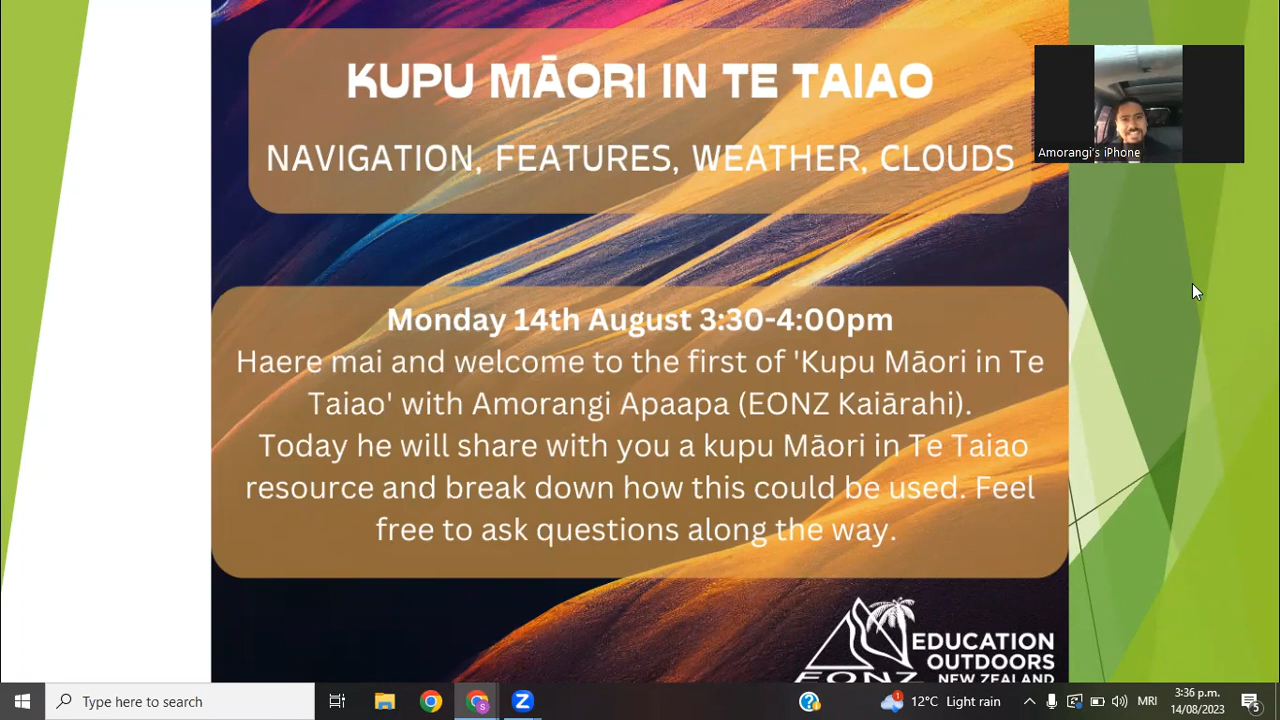 KUPU MĀORI IN TE TAIAO
NAVIGATION, FEATURES, WEATHER, CLOUDS
Amorangi's iPhone
Monday 14th August 3:30-4:00pm
Haere mai and welcome to the first of 'Kupu Māori in Te
Taiao' with Amorangi Apaapa (EONZ Kaiārahi).
Today he will share with you a kupu Māori in Te Taiao
resource and break down how this could be used. Feel
free to ask questions along the way.
EDUCATION
OUTDOORS
NEW ZEALAND
EONZ
Type here to search
S
Z
?
1
12°C Light rain
MRI
3:36 p.m.
14/08/2023
5